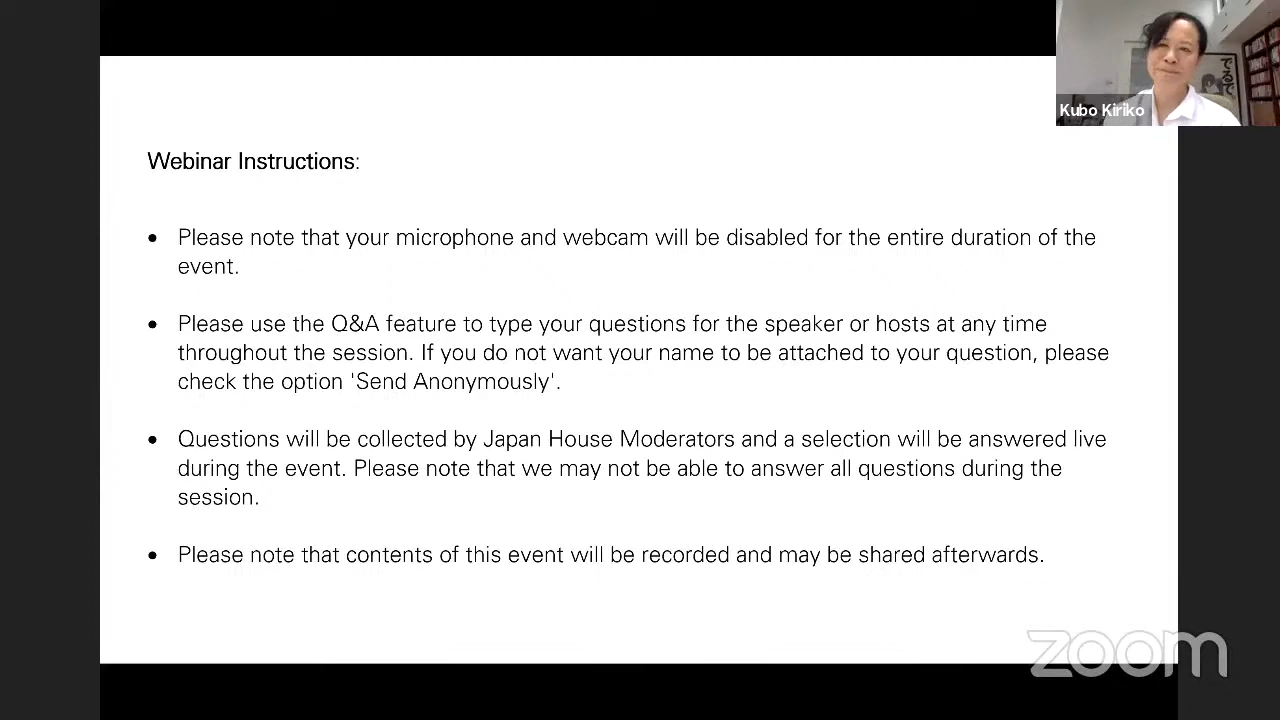 Kubo Kiriko
Webinar Instructions:
• Please note that your microphone and webcam will be disabled for the entire duration of the
event.
• Please use the Q&A feature to type your questions for the speaker or hosts at any time
throughout the session. If you do not want your name to be attached to your question, please
check the option 'Send Anonymously'.
• Questions will be collected by Japan House Moderators and a selection will be answered live
during the event. Please note that we may not be able to answer all questions during the
session.
• Please note that contents of this event will be recorded and may be shared afterwards.
zoom